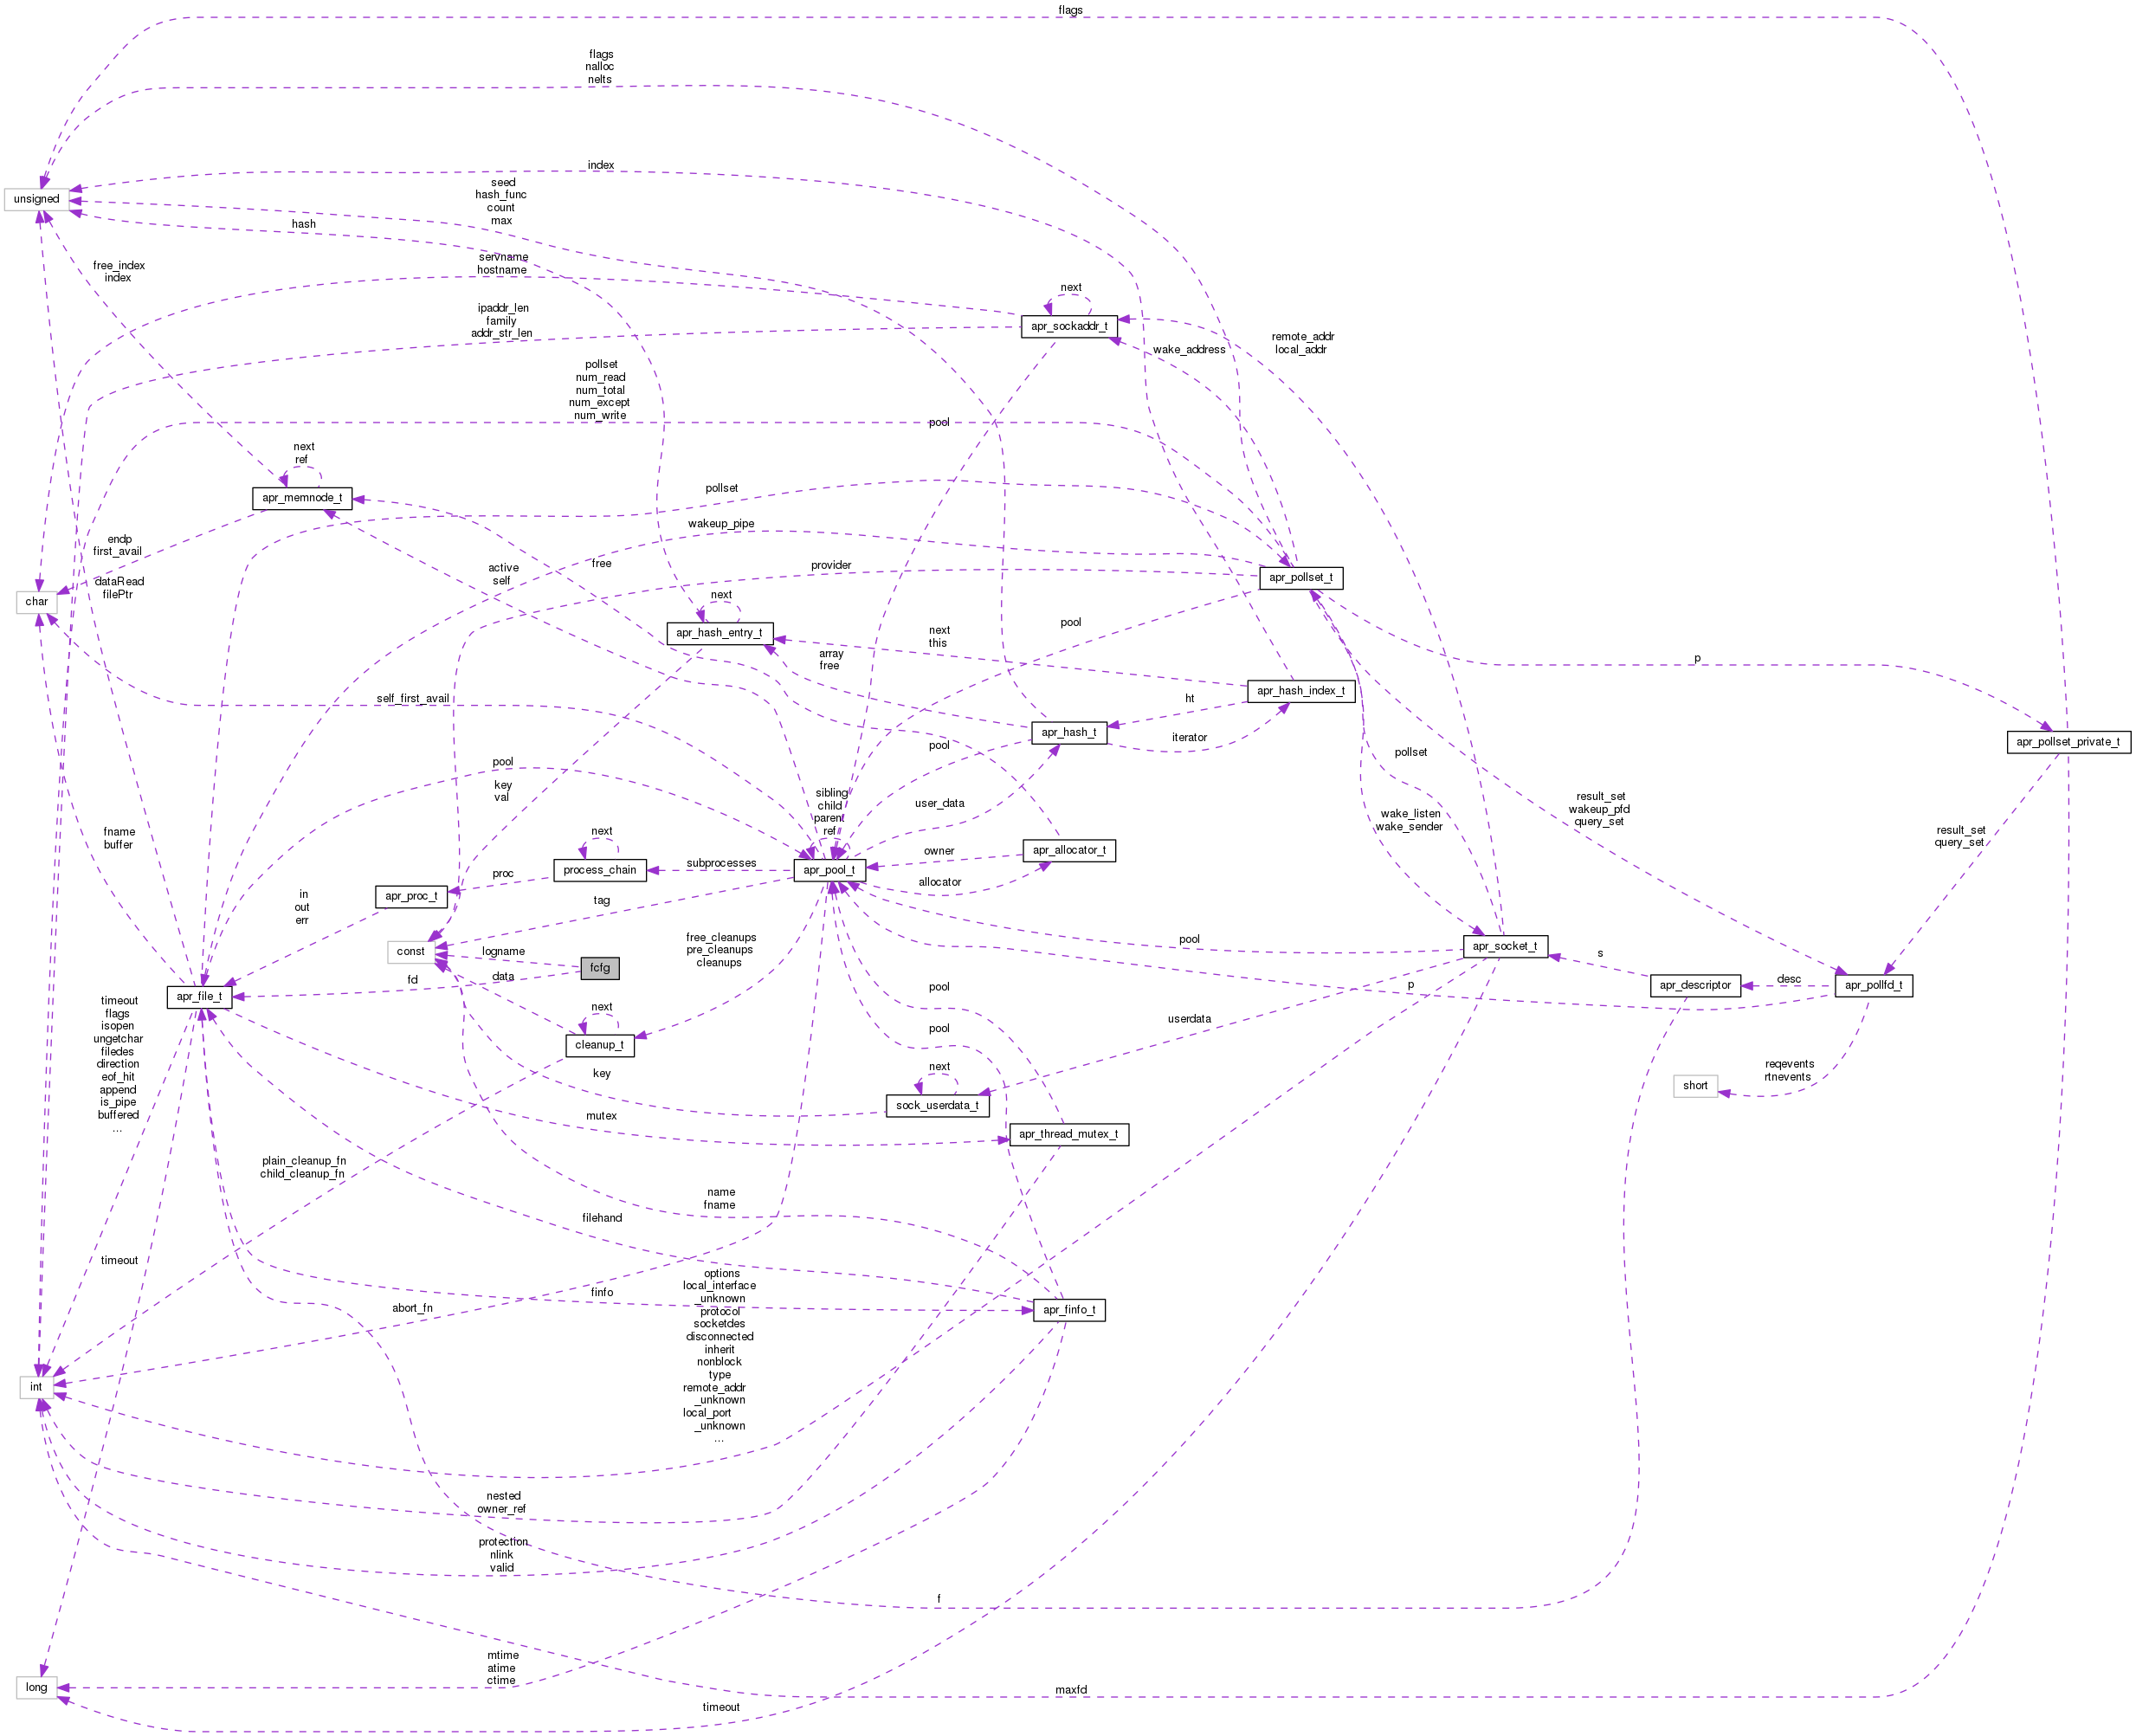 flags
flags
nalloc
nelts
index
unsigned
seed
hash_func
count
max
hash
free_index
index
servname
hostname
next
ipaddr_len
family
addr_str_len
apr_sockaddr_t
remote_addr
local_addr
wake_address
pollset
num_read
num_total
num_except
num_write
pool
next
ref
apr_memnode_t
pollset
wakeup_pipe
endp
first_avail
free
active
self
provider
apr_pollset_t
dataRead
filePtr
char
next
apr_hash_entry_t
pool
next
this
array
free
p
apr_hash_index_t
self_first_avail
ht
apr_hash_t
iterator
apr_pollset_private_t
pool
pool
pollset
key
val
sibling
child
parent
ref
user_data
result_set
wakeup_pfd
query_set
wake_listen
wake_sender
fname
buffer
next
result_set
query_set
owner
apr_allocator_t
subprocesses
process_chain
apr_pool_t
proc
allocator
apr_proc_t
in
out
err
tag
free_cleanups
pre_cleanups
cleanups
pool
apr_socket_t
const
logname
s
fcfg
data
fd
desc
apr_descriptor
apr_pollfd_t
p
pool
apr_file_t
timeout
flags
isopen
ungetchar
filedes
direction
eof_hit
append
is_pipe
buffered
...
next
userdata
pool
cleanup_t
reqevents
rtnevents
short
next
key
sock_userdata_t
mutex
apr_thread_mutex_t
plain_cleanup_fn
child_cleanup_fn
name
fname
filehand
timeout
options
local_interface
_unknown
protocol
socketdes
disconnected
inherit
nonblock
type
remote_addr
_unknown
local_port
_unknown
...
finfo
abort_fn
apr_finfo_t
int
nested
owner_ref
protection
nlink
valid
f
mtime
atime
ctime
long
maxfd
timeout